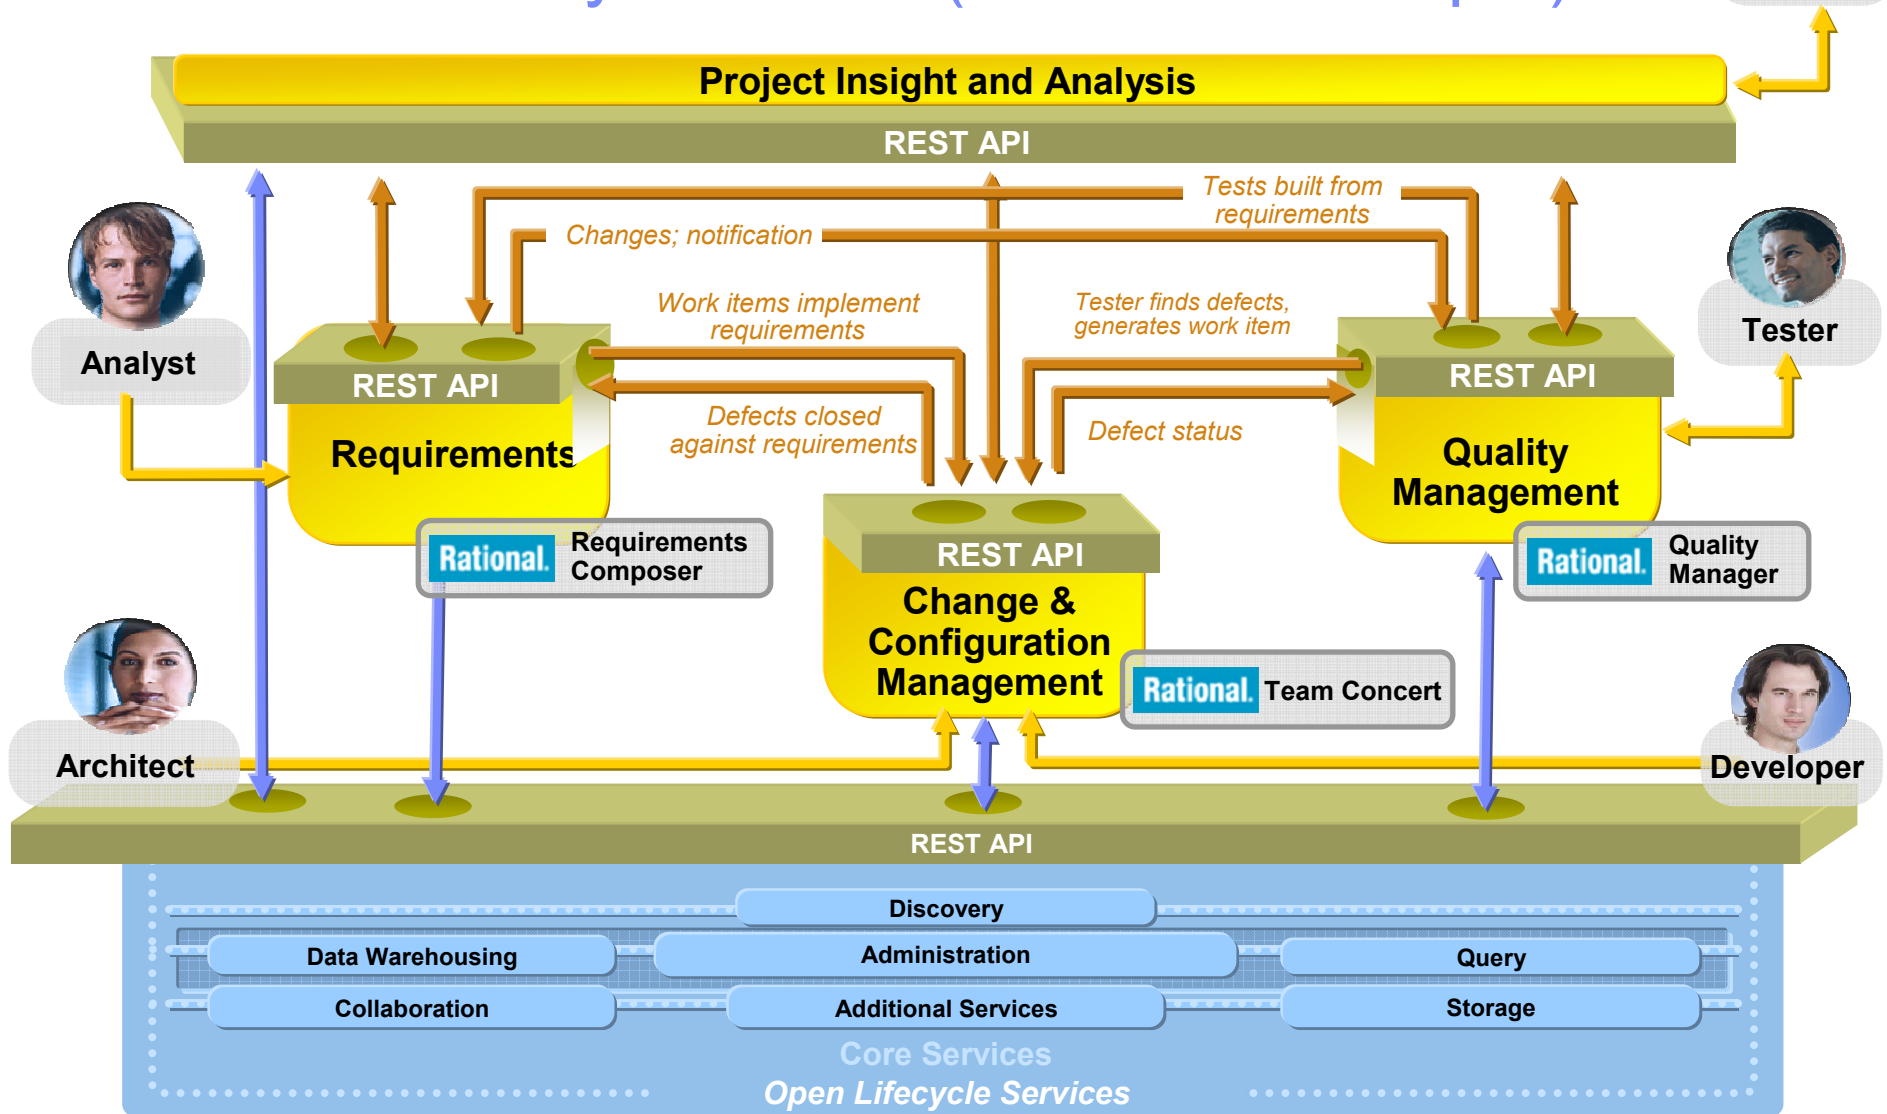 Project Insight and Analysis
REST API
Tests built from
requirements
Changes; notification
Work items implement
requirements
Tester finds defects,
generates work item
Analyst
Tester
REST API
REST API
Defects closed
against requirements
Defect status
Requirements
Quality
Management
Rational. Requirements
Composer
REST API
Rational. Quality
Manager
Change &
Configuration
Management
Rational. Team Concert
Architect
Developer
REST API
Discovery
Data Warehousing
Administration
Query
Collaboration
Additional Services
Storage
Core Services
Open Lifecycle Services